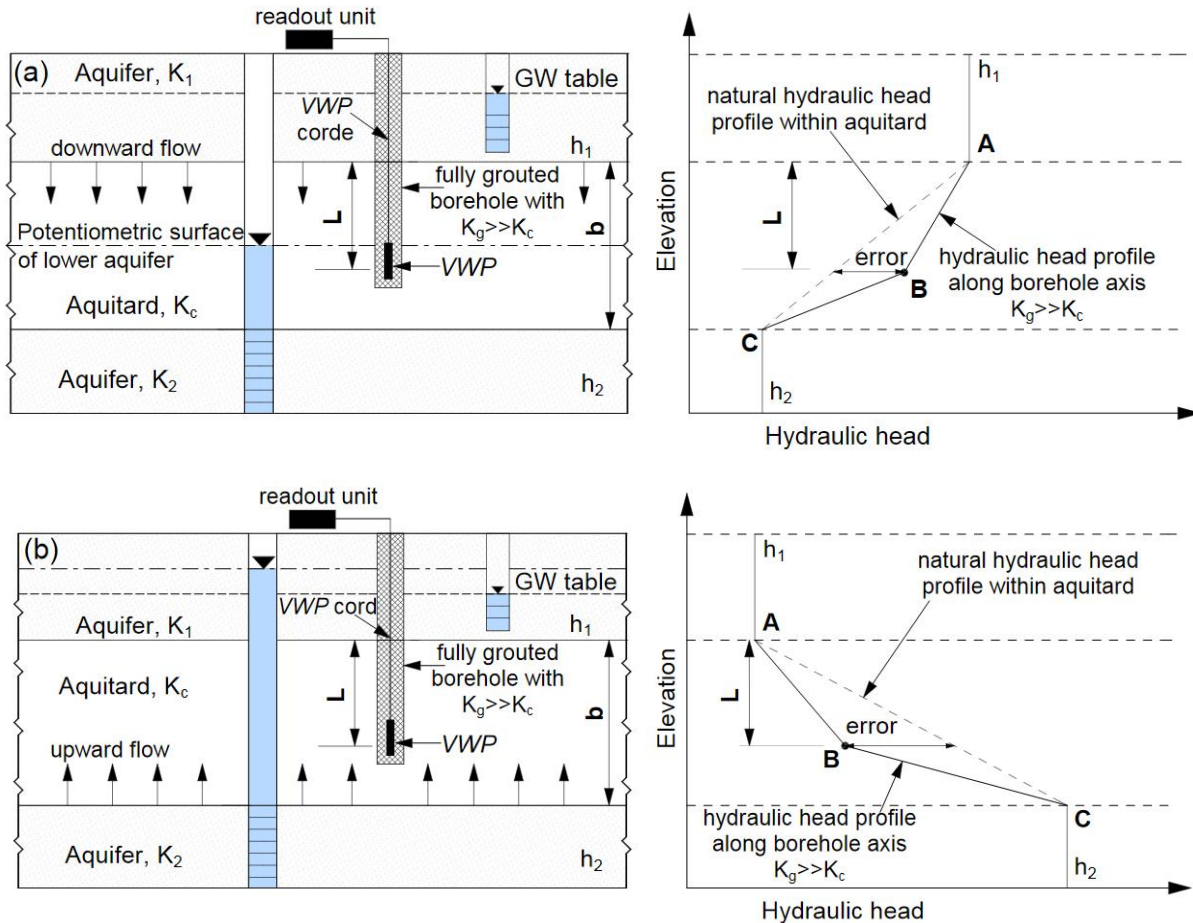 readout unit
(a)
Aquifer, K1
GW table
VWP
corde
h1
downward flow
fully grouted
borehole with
Kg>>Kc
L
b
Potentiometric surface
of lower aquifer
VWP
Aquitard, Kc
Aquifer, K2
h2
Elevation
h1
natural hydraulic head
profile within aquitard
A
L
error
B
hydraulic head profile
along borehole axis
Kg>>Kc
C
h2
Hydraulic head
readout unit
(b)
GW table
VWP cord
Aquifer, K1
h1
fully grouted
borehole with
Kg>>Kc
Aquitard, Kc
L
b
VWP
upward flow
Aquifer, K2
h2
Elevation
h1
natural hydraulic head
profile within aquitard
A
L
error
B
C
hydraulic head profile
along borehole axis
Kg>>Kc
h2
Hydraulic head